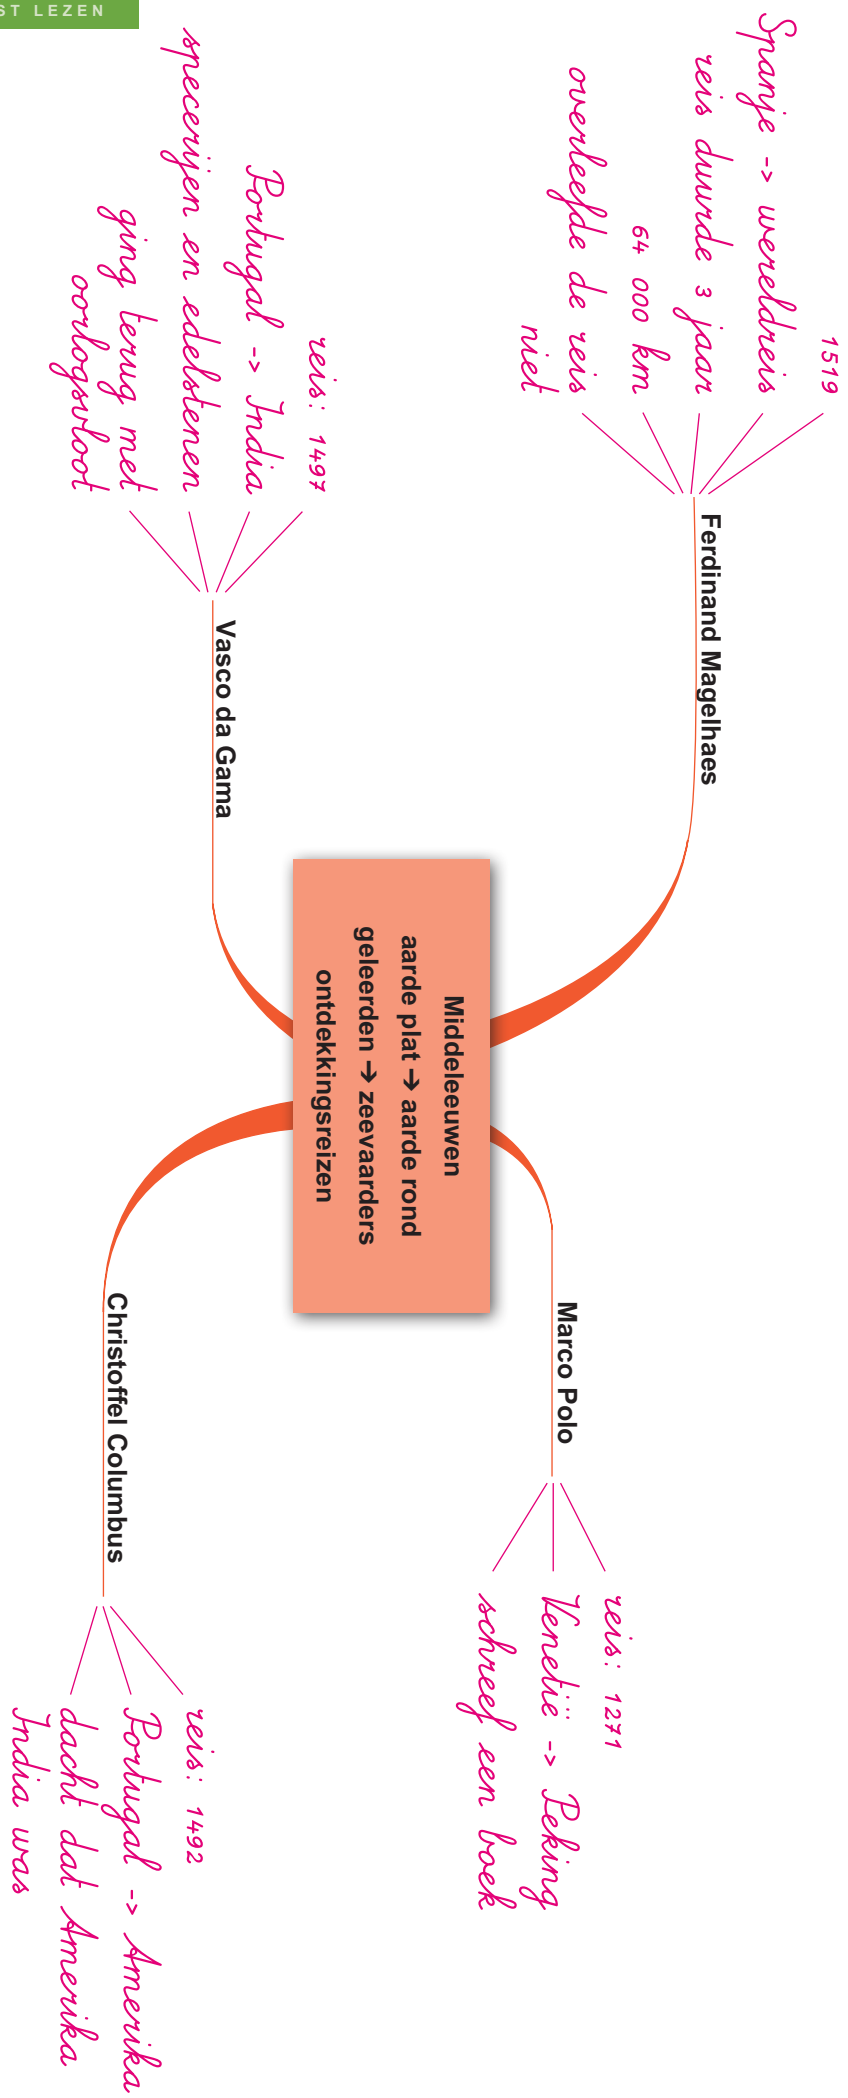 ST LEZEN
1519
Spanje -> wereldreis
reis duurde 3 jaar
64 000 km
overleefde de reis
niet
Ferdinand Magelhaes
reis: 1497
Portugal -> India
specerijen en edelstenen
ging terug met
oorlogsvloot
Vasco da Gama
Middeleeuwen
aarde plat ➔ aarde rond
geleerden ➔ zeevaarders
ontdekkingsreizen
Marco Polo
reis: 1271
Venetië -> Peking
schreef een boek
Christoffel Columbus
reis: 1492
Portugal -> Amerika
dacht dat Amerika
India was